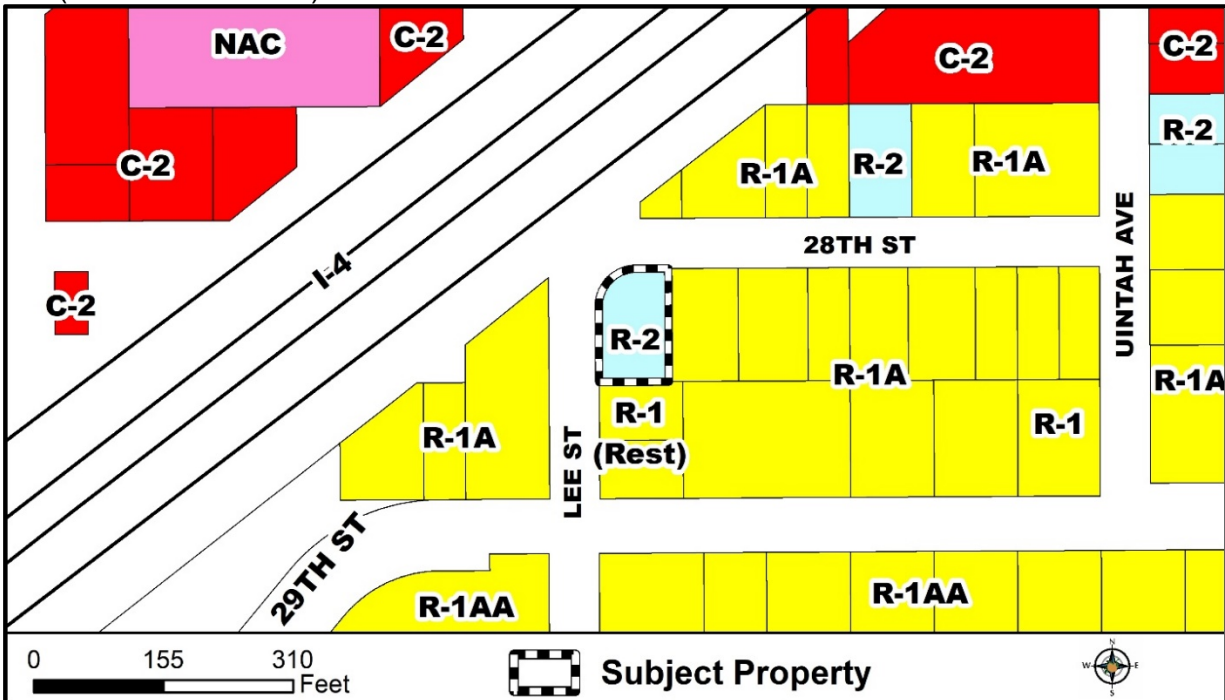 NAC
C-2
C-2
C-2
C-2
R-1A
R-2
R-1A
R-2
I-4
28TH ST
UINTAH AVE
C-2
R-2
R-1A
R-1A
R-1
(Rest)
R-1
R-1A
LEE ST
29TH ST
R-1AA
R-1AA
0
155
310
Feet
Subject Property
N
W
E
S